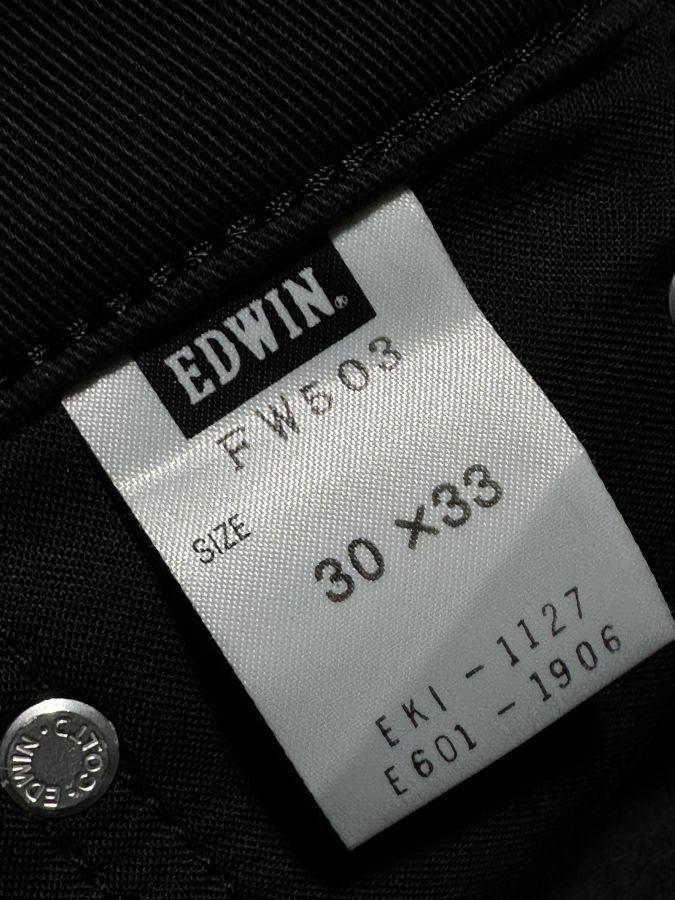 EDWIN®
FW503
SIZE 30×33
EKI-1127
E601-1906
EDWIN.